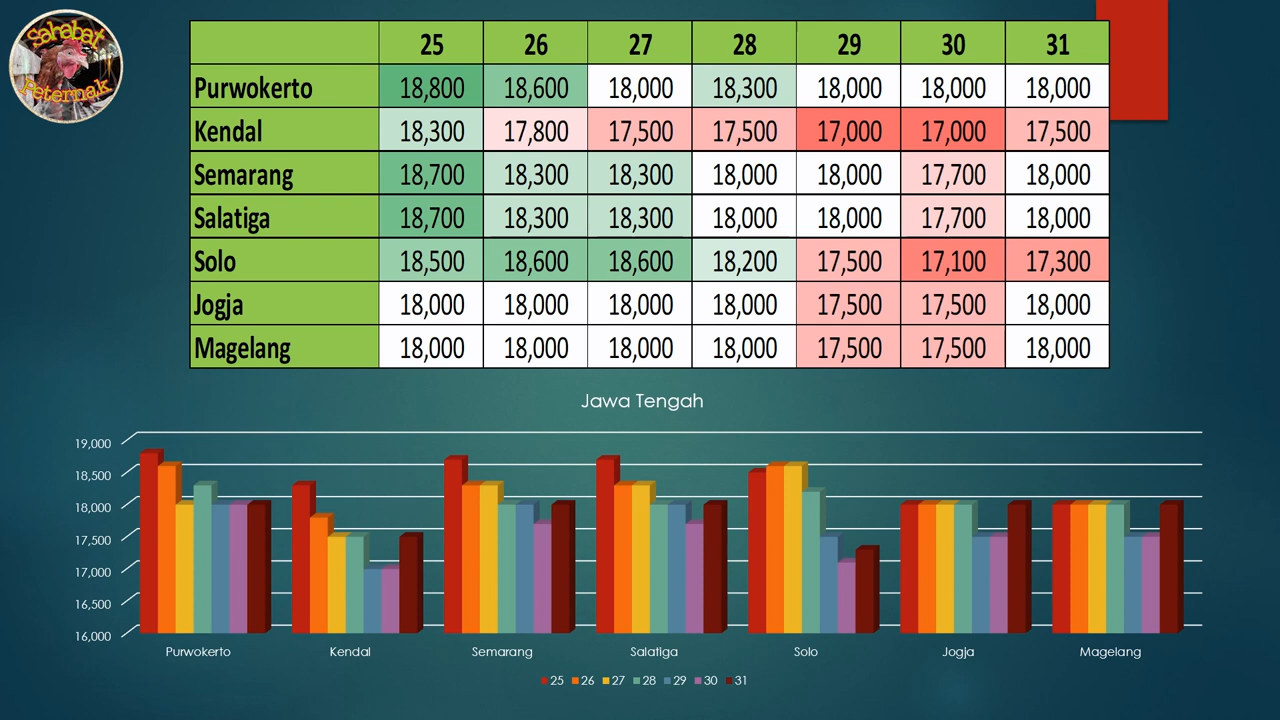 Sahabat
Peternak
25 26 27 28 29 30 31
Purwokerto 18,800 18,600 18,000 18,300 18,000 18,000 18,000
Kendal 18,300 17,800 17,500 17,500 17,000 17,000 17,500
Semarang 18,700 18,300 18,300 18,000 18,000 17,700 18,000
Salatiga 18,700 18,300 18,300 18,000 18,000 17,700 18,000
Solo 18,500 18,600 18,600 18,200 17,500 17,100 17,300
Jogja 18,000 18,000 18,000 18,000 17,500 17,500 18,000
Magelang 18,000 18,000 18,000 18,000 17,500 17,500 18,000
Jawa Tengah
19,000
18,500
18,000
17,500
17,000
16,500
16,000
Purwokerto Kendal Semarang Salatiga Solo Jogja Magelang
25 26 27 28 29 30 31